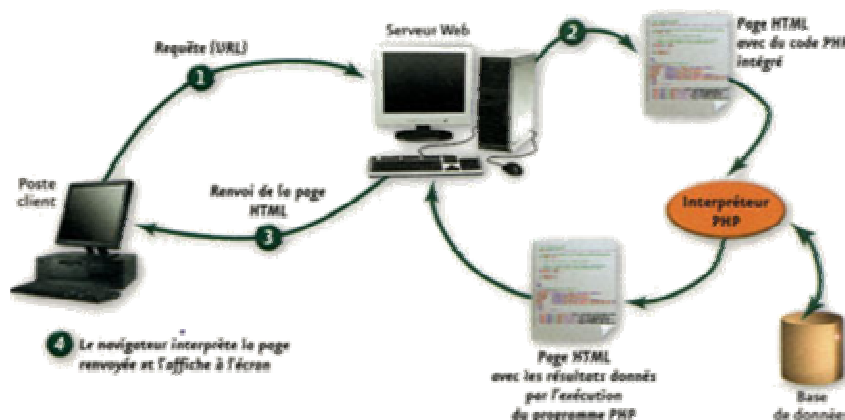 Requête (URL)
1
Serveur Web
2
Page HTML
avec du code PHP
intégré
Poste
client
Renvoi de la page
HTML
3
Interpréteur
PHP
4 Le navigateur interprète la page
renvoyée et l'affiche à l'écran
Page HTML
avec les résultats donnés
par l'exécution
du programme PHP
Base
de données